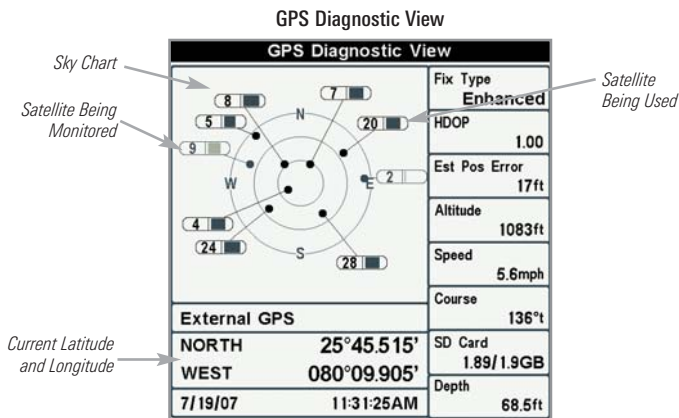 GPS Diagnostic View
GPS Diagnostic View
Sky Chart
Satellite Being
Monitored
Satellite
Being Used
Current Latitude
and Longitude
8
7
5
20
9
2
4
24
28
N
W
E
S
External GPS
NORTH 25°45.515'
WEST 080°09.905'
7/19/07 11:31:25AM
Fix Type
Enhanced
HDOP
1.00
Est Pos Error
17ft
Altitude
1083ft
Speed
5.6mph
Course
136°t
SD Card
1.89/1.9GB
Depth
68.5ft